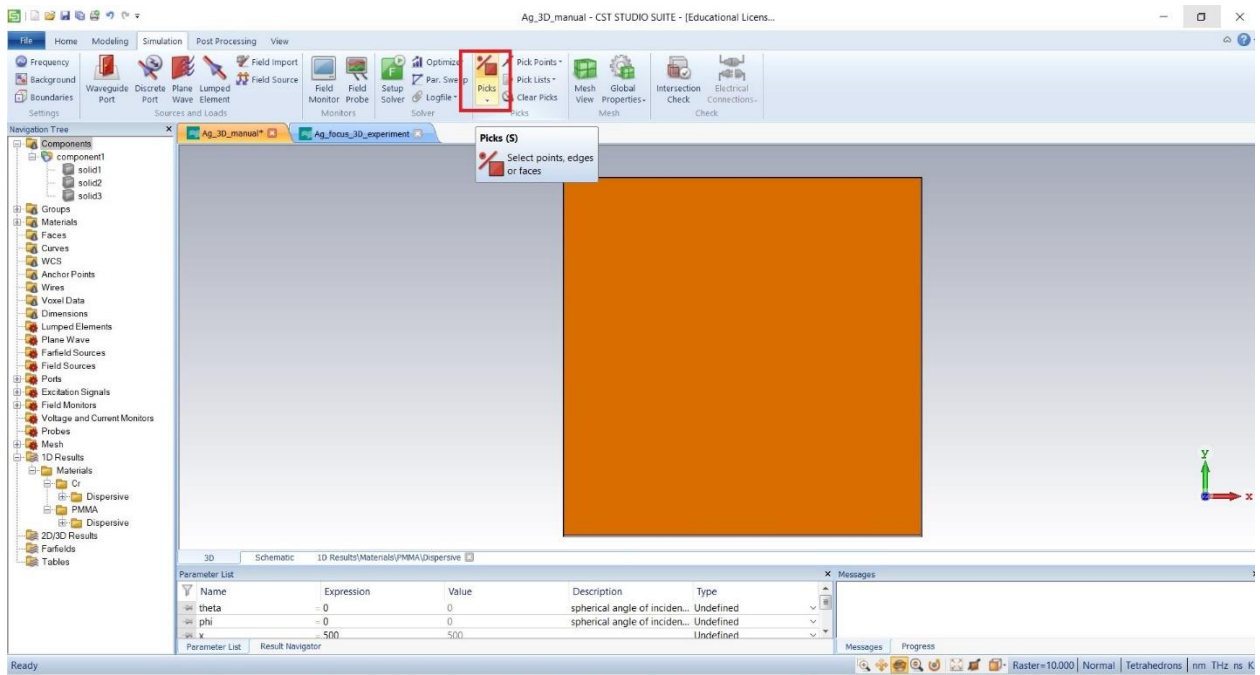 Ag_3D_manual - CST STUDIO SUITE - [Educational Licens...
File Home Modeling Simulation Post Processing View
Frequency
Background
Boundaries
Settings
Waveguide Port
Discrete Port
Plane Wave
Lumped Element
Field Import
Field Source
Sources and Loads
Field Monitor
Field Probe
Monitors
Setup Solver
Optimize
Par. Sweep
Logfile
Solver
Picks
Pick Points
Pick Lists
Clear Picks
Picks
Mesh View
Global Properties
Mesh
Intersection Check
Electrical Connections
Check
Navigation Tree
Ag_3D_manual*
Ag_focus_3D_experiment
Picks (S)
Select points, edges
or faces
Components
component1
solid1
solid2
solid3
Groups
Materials
Faces
Curves
WCS
Anchor Points
Wires
Voxel Data
Dimensions
Lumped Elements
Plane Wave
Farfield Sources
Field Sources
Ports
Excitation Signals
Field Monitors
Voltage and Current Monitors
Probes
Mesh
1D Results
Materials
Cr
Dispersive
PMMA
Dispersive
2D/3D Results
Farfields
Tables
y
x
3D Schematic 1D Results\Materials\PMMA\Dispersive
Parameter List
Name Expression Value Description Type
theta = 0 0 spherical angle of inciden... Undefined
phi = 0 0 spherical angle of inciden... Undefined
x = 500 500 Undefined
Parameter List Result Navigator
Messages
Messages Progress
Ready
Raster=10.000 Normal Tetrahedrons nm THz ns K